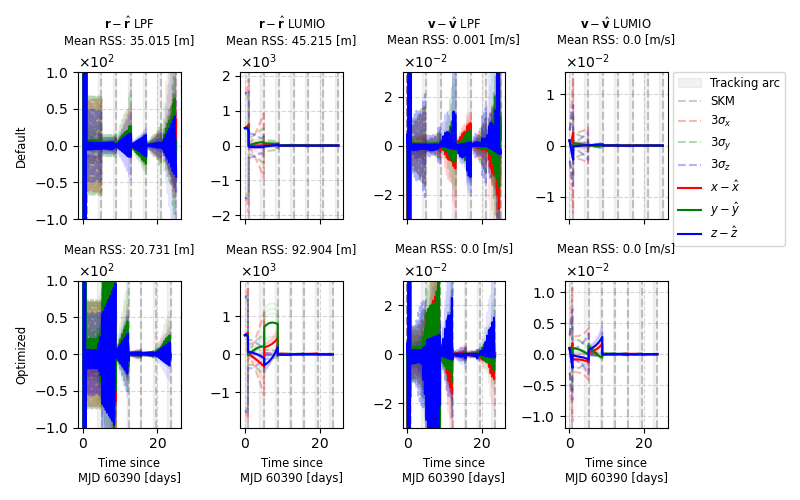 r − r̂ LPF
Mean RSS: 35.015 [m]
r − r̂ LUMIO
Mean RSS: 45.215 [m]
v − v̂ LPF
Mean RSS: 0.001 [m/s]
v − v̂ LUMIO
Mean RSS: 0.0 [m/s]
×10²
×10³
×10⁻²
×10⁻²
Default
1.0
0.5
0.0
−0.5
−1.0
2
1
0
−1
−2
2
0
−2
1
0
−1
Tracking arc
SKM
3σₓ
3σ_y
3σ_z
x − x̂
y − ŷ
z − ẑ
Mean RSS: 20.731 [m]
Mean RSS: 92.904 [m]
Mean RSS: 0.0 [m/s]
Mean RSS: 0.0 [m/s]
×10²
×10³
×10⁻²
×10⁻²
Optimized
1.0
0.5
0.0
−0.5
−1.0
1
0
−1
2
0
−2
1.0
0.5
0.0
−0.5
−1.0
0 20
0 20
0 20
0 20
Time since
MJD 60390 [days]
Time since
MJD 60390 [days]
Time since
MJD 60390 [days]
Time since
MJD 60390 [days]